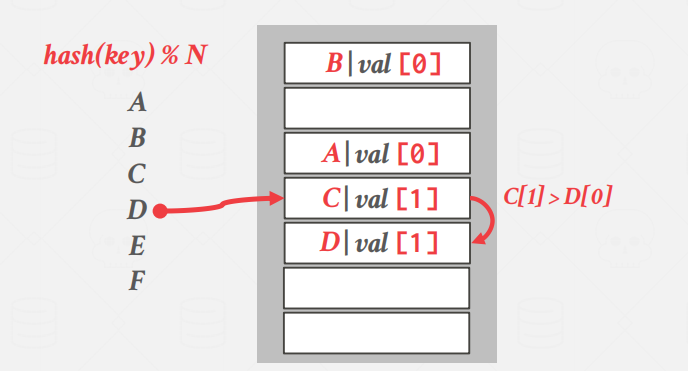 hash(key) % N
A
B
C
D
E
F
B|val [0]
A|val [0]
C|val [1]
D|val [1]
C[1] > D[0]